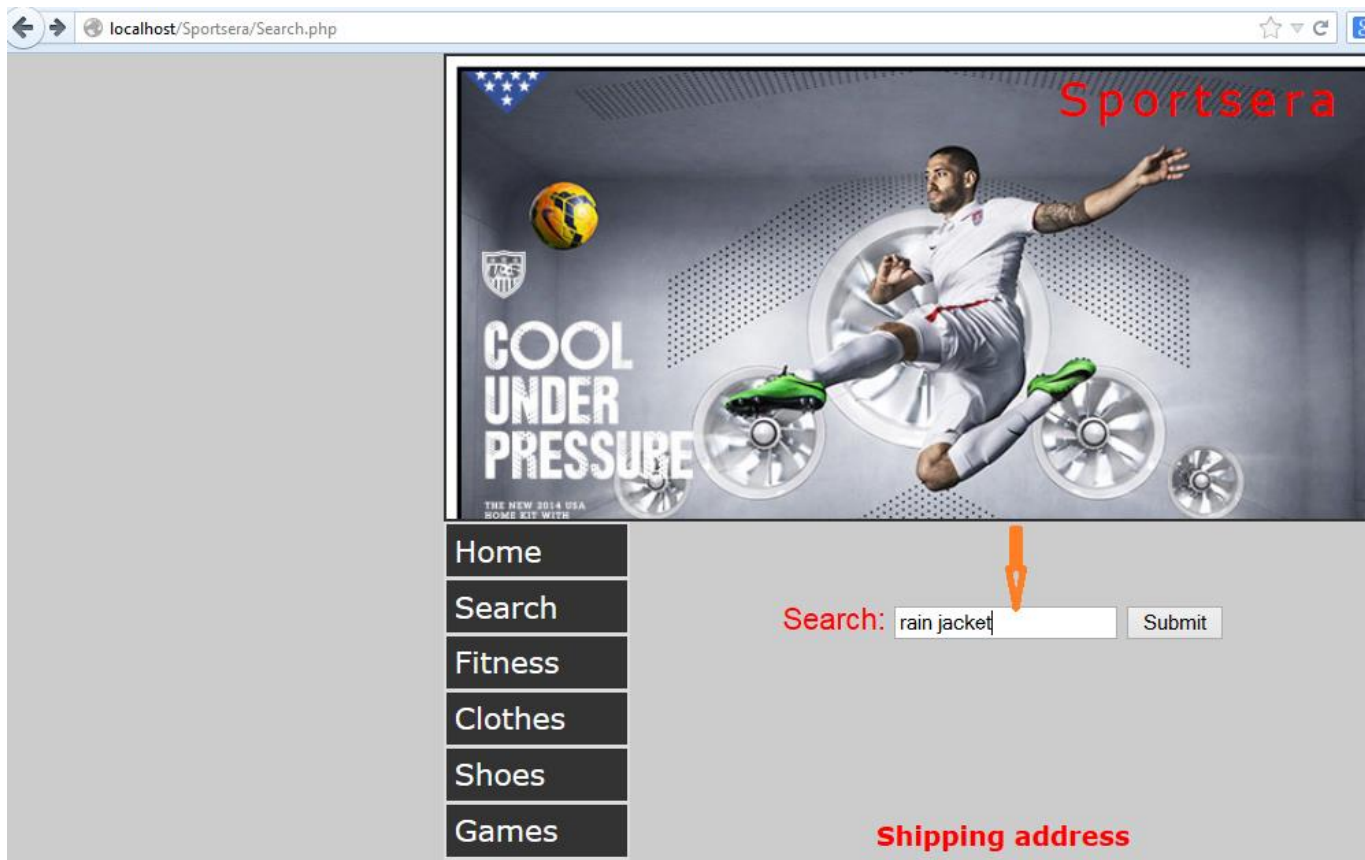 localhost/Sportsera/Search.php
Sportsera
US
COOL
UNDER
PRESSURE
THE NEW 2014 USA
HOME KIT WITH
Home
Search
Fitness
Clothes
Shoes
Games
Search: rain jacket Submit
Shipping address